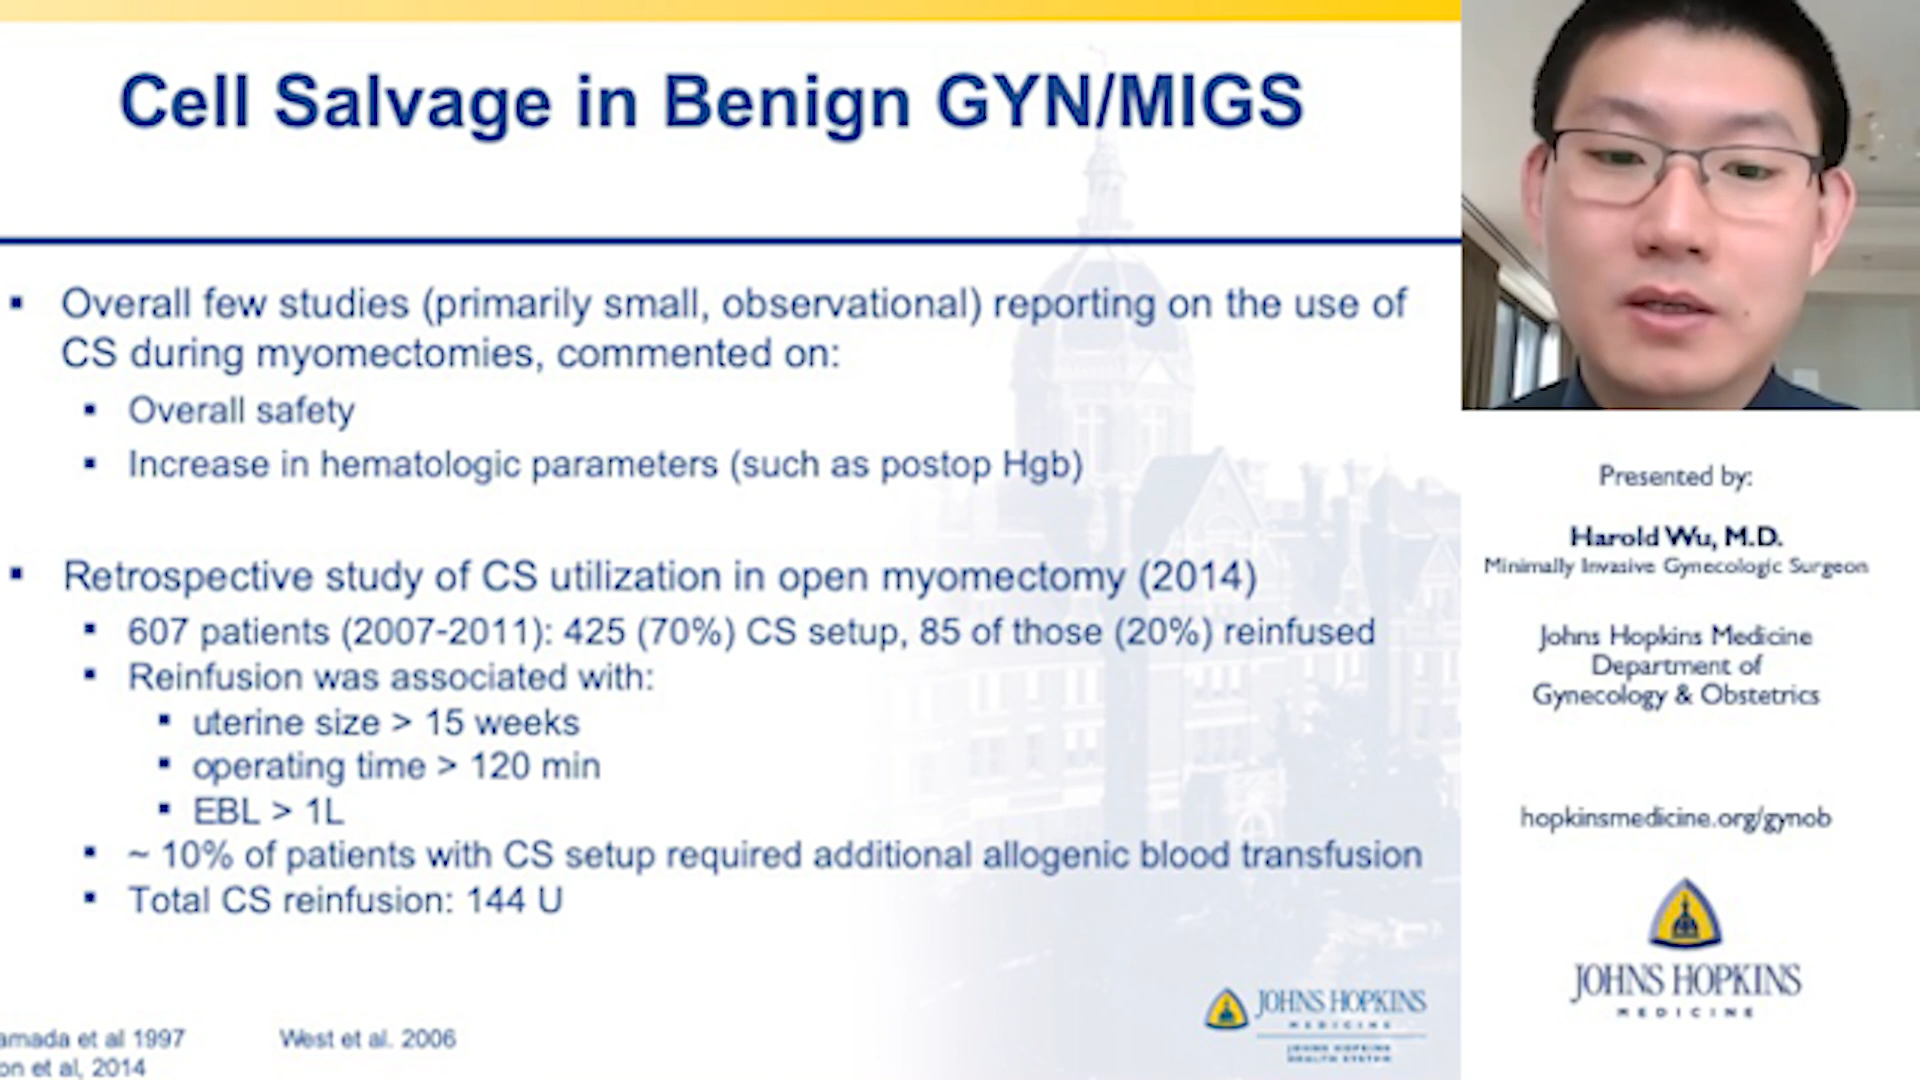 Cell Salvage in Benign GYN/MIGS
▪ Overall few studies (primarily small, observational) reporting on the use of
CS during myomectomies, commented on:
▪ Overall safety
▪ Increase in hematologic parameters (such as postop Hgb)
▪ Retrospective study of CS utilization in open myomectomy (2014)
▪ 607 patients (2007-2011): 425 (70%) CS setup, 85 of those (20%) reinfused
▪ Reinfusion was associated with:
▪ uterine size > 15 weeks
▪ operating time > 120 min
▪ EBL > 1L
▪ ~ 10% of patients with CS setup required additional allogenic blood transfusion
▪ Total CS reinfusion: 144 U
amada et al 1997
West et al. 2006
on et al, 2014
JOHNS HOPKINS
MEDICINE
JOHNS HOPKINS
HEALTH SYSTEM
Presented by:
Harold Wu, M.D.
Minimally Invasive Gynecologic Surgeon
Johns Hopkins Medicine
Department of
Gynecology & Obstetrics
hopkinsmedicine.org/gynob
JOHNS HOPKINS
MEDICINE